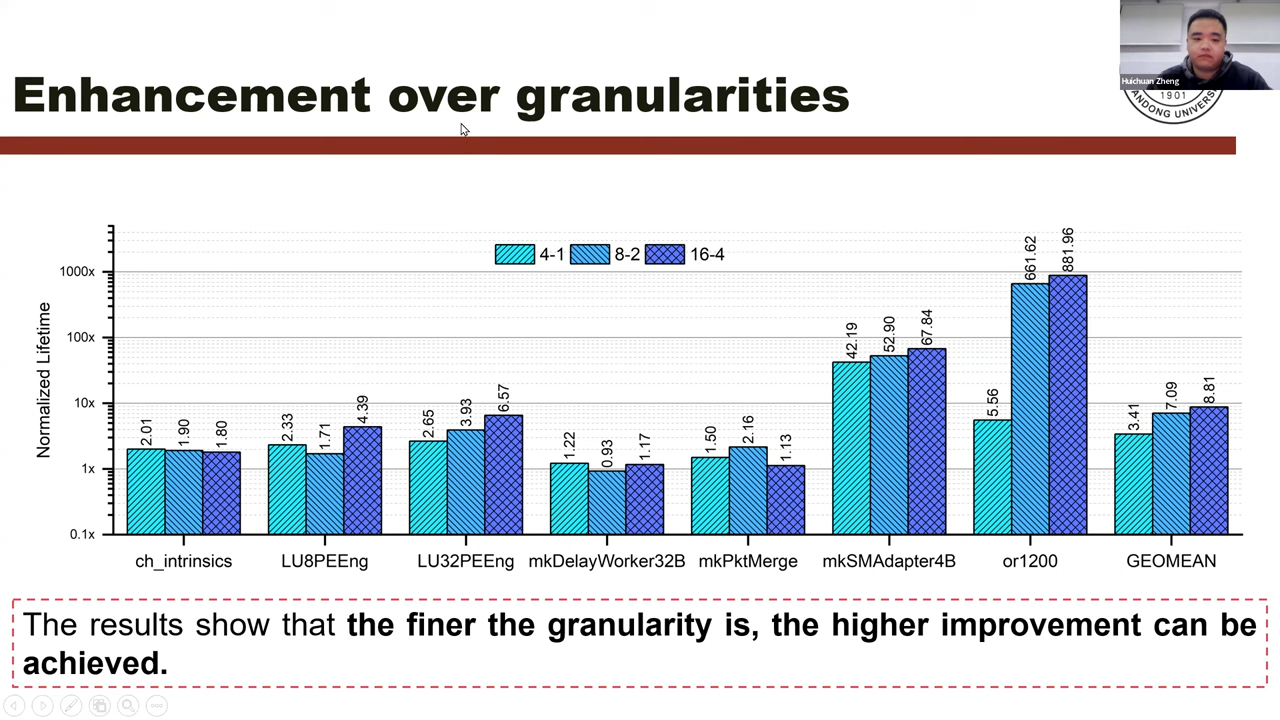 Huichuan Zheng
Enhancement over granularities
1901
ANDONG UNIVERS
4-1 8-2 16-4
Normalized Lifetime
1000x
100x
10x
1x
0.1x
2.01 1.90 1.80
2.33 1.71 4.39
2.65 3.93 6.57
1.22 0.93 1.17
1.50 2.16 1.13
42.19 52.90 67.84
5.56 661.62 881.96
3.41 7.09 8.81
ch_intrinsics LU8PEEng LU32PEEng mkDelayWorker32B mkPktMerge mkSMAdapter4B or1200 GEOMEAN
The results show that the finer the granularity is, the higher improvement can be
achieved.